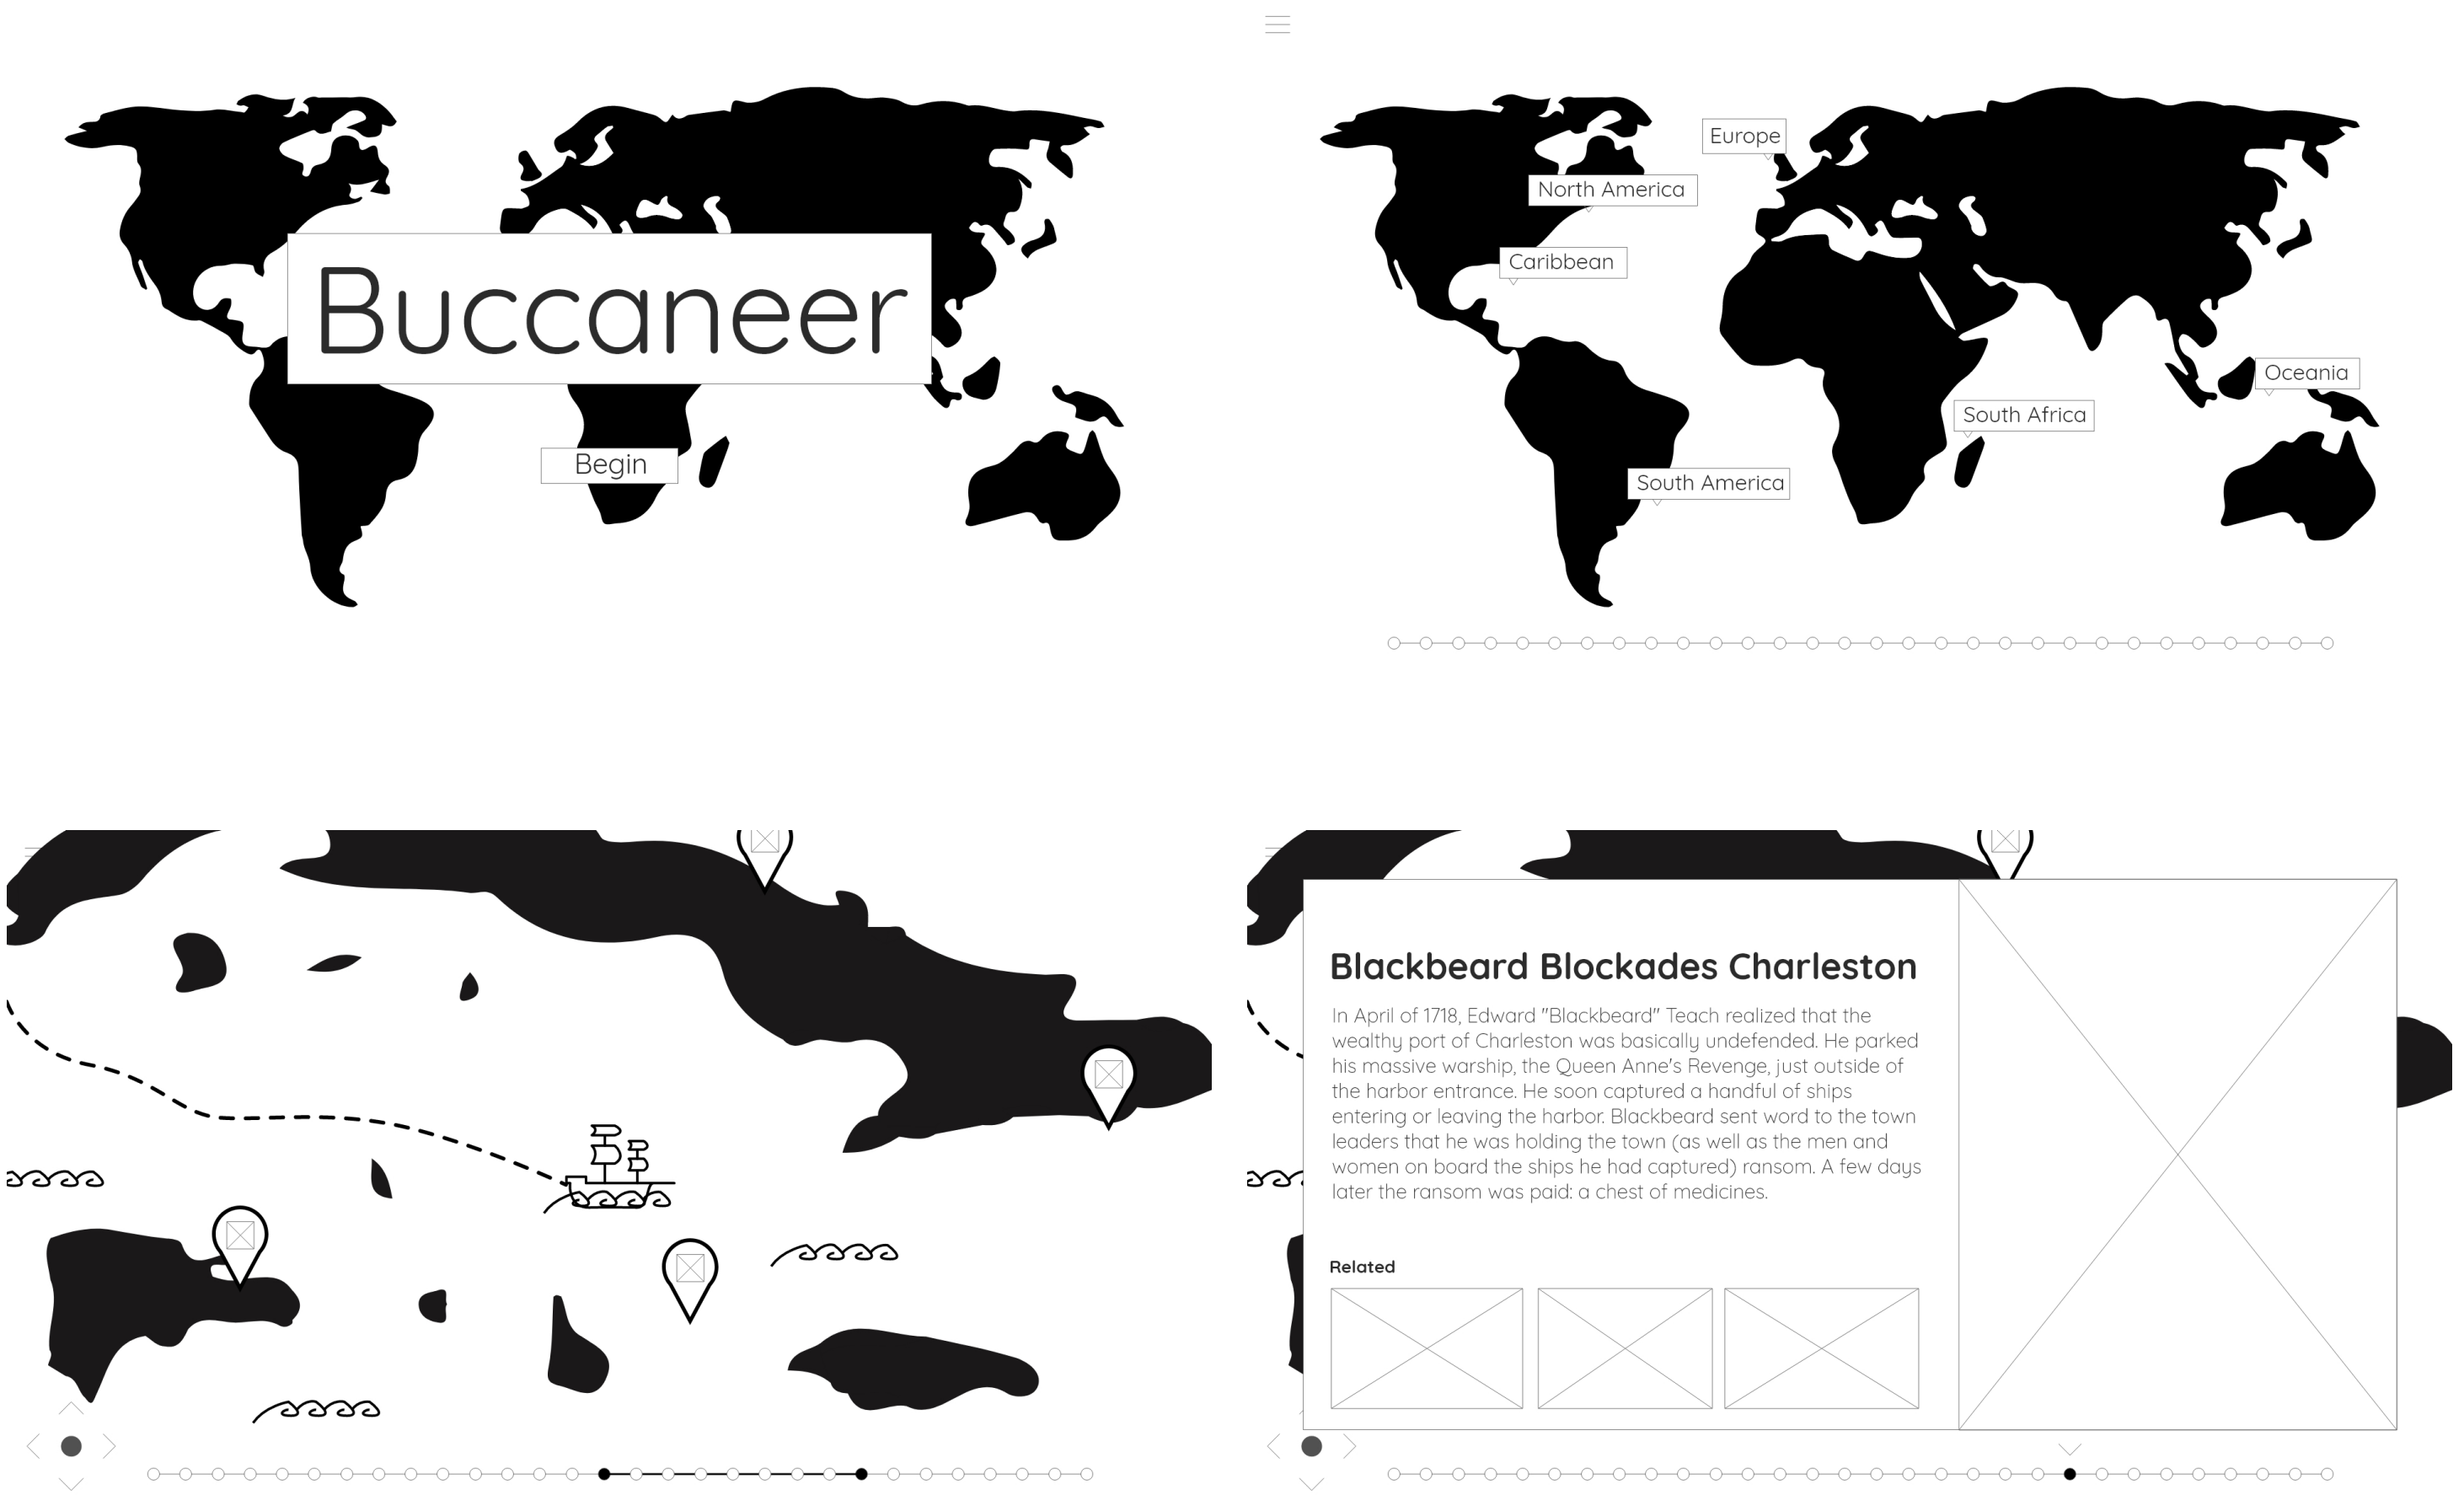 Buccaneer
Begin
Europe
North America
Caribbean
Oceania
South Africa
South America
Blackbeard Blockades Charleston
In April of 1718, Edward "Blackbeard" Teach realized that the
wealthy port of Charleston was basically undefended. He parked
his massive warship, the Queen Anne's Revenge, just outside of
the harbor entrance. He soon captured a handful of ships
entering or leaving the harbor. Blackbeard sent word to the town
leaders that he was holding the town (as well as the men and
women on board the ships he had captured) ransom. A few days
later the ransom was paid: a chest of medicines.
Related